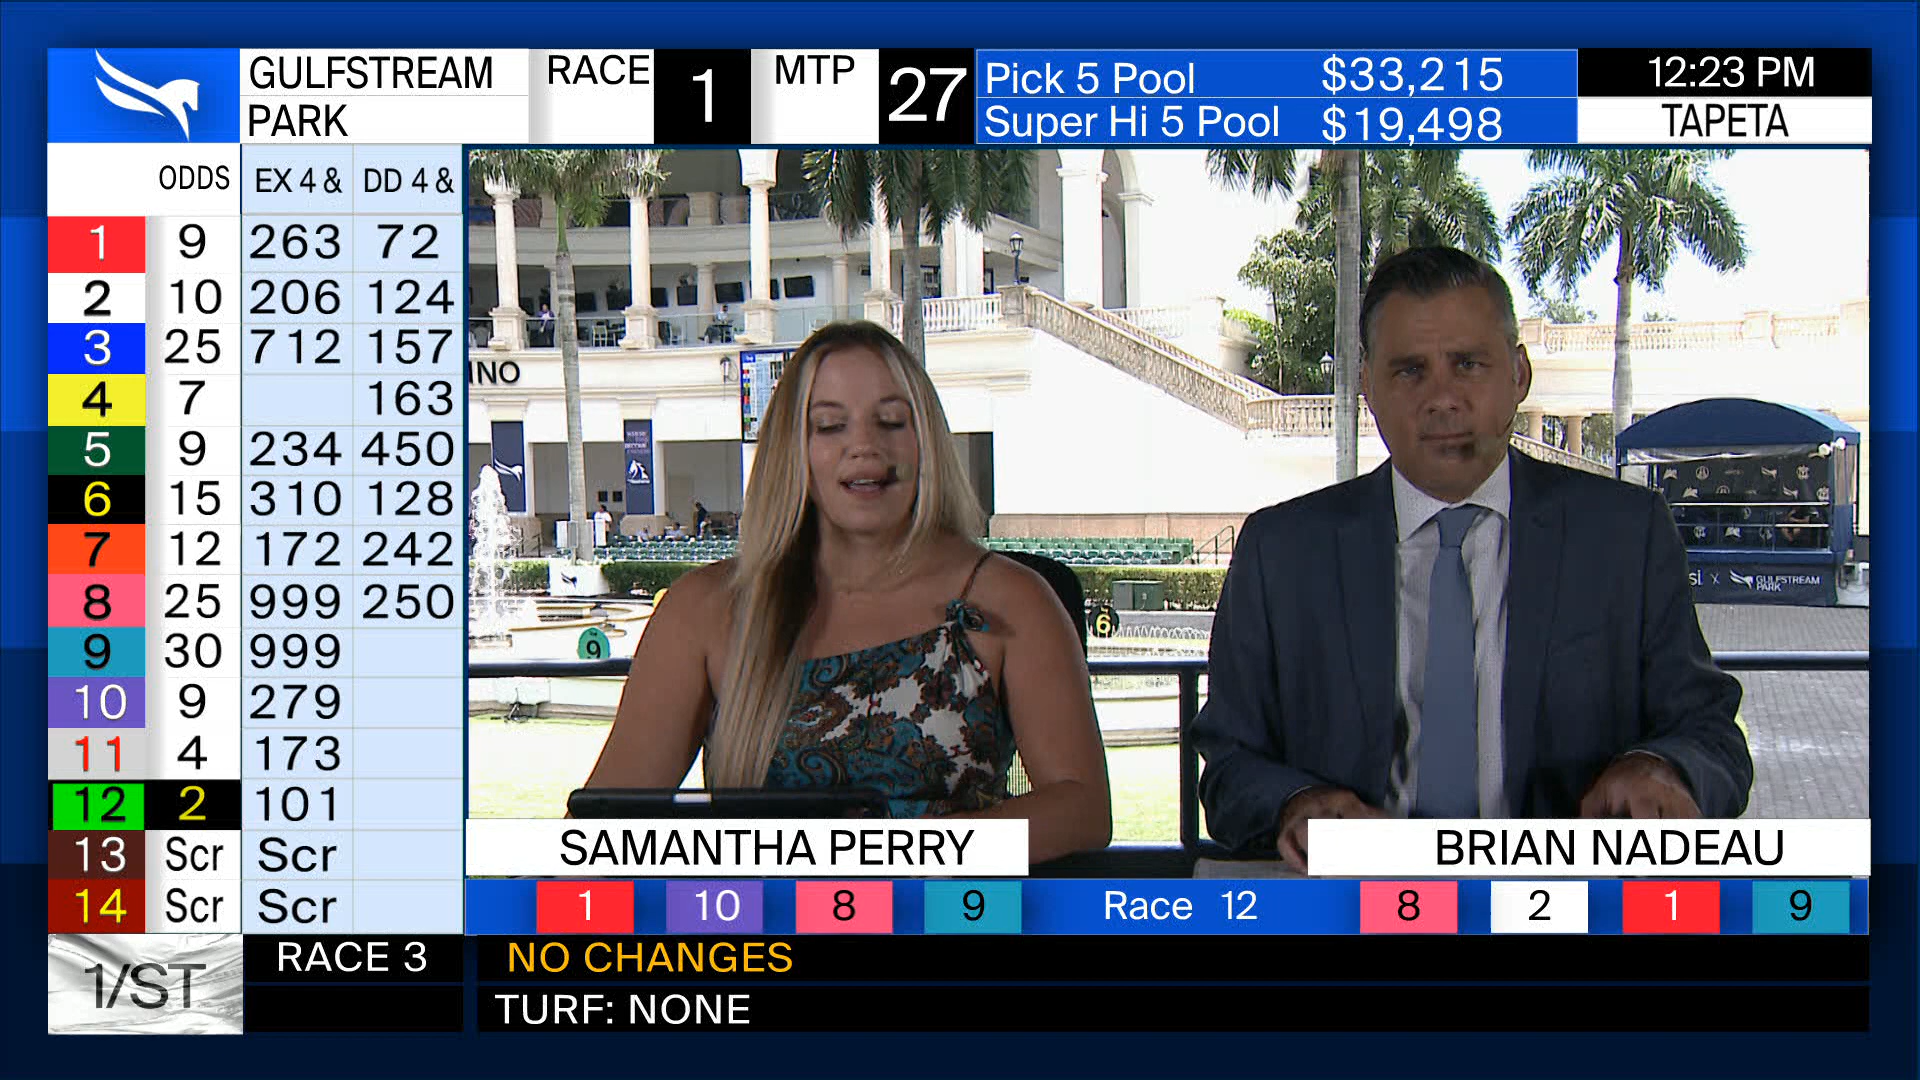 GULFSTREAM PARK
RACE 1
MTP 27
Pick 5 Pool $33,215
Super Hi 5 Pool $19,498
12:23 PM
TAPETA
ODDS EX 4 & DD 4 &
1 9 263 72
2 10 206 124
3 25 712 157
4 7 163
5 9 234 450
6 15 310 128
7 12 172 242
8 25 999 250
9 30 999
10 9 279
11 4 173
12 2 101
13 Scr Scr
14 Scr Scr
INO
9
6
si x GULFSTREAM PARK
SAMANTHA PERRY
BRIAN NADEAU
1 10 8 9 Race 12 8 2 1 9
1/ST
RACE 3 NO CHANGES
TURF: NONE